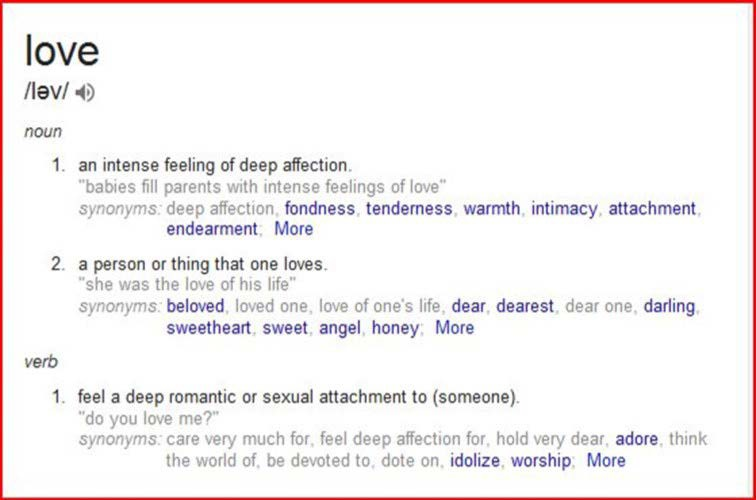 love
/ləv/
noun
1. an intense feeling of deep affection.
"babies fill parents with intense feelings of love"
synonyms: deep affection, fondness, tenderness, warmth, intimacy, attachment,
endearment; More
2. a person or thing that one loves.
"she was the love of his life"
synonyms: beloved, loved one, love of one's life, dear, dearest, dear one, darling,
sweetheart, sweet, angel, honey; More
verb
1. feel a deep romantic or sexual attachment to (someone).
"do you love me?"
synonyms: care very much for, feel deep affection for, hold very dear, adore, think
the world of, be devoted to, dote on, idolize, worship; More